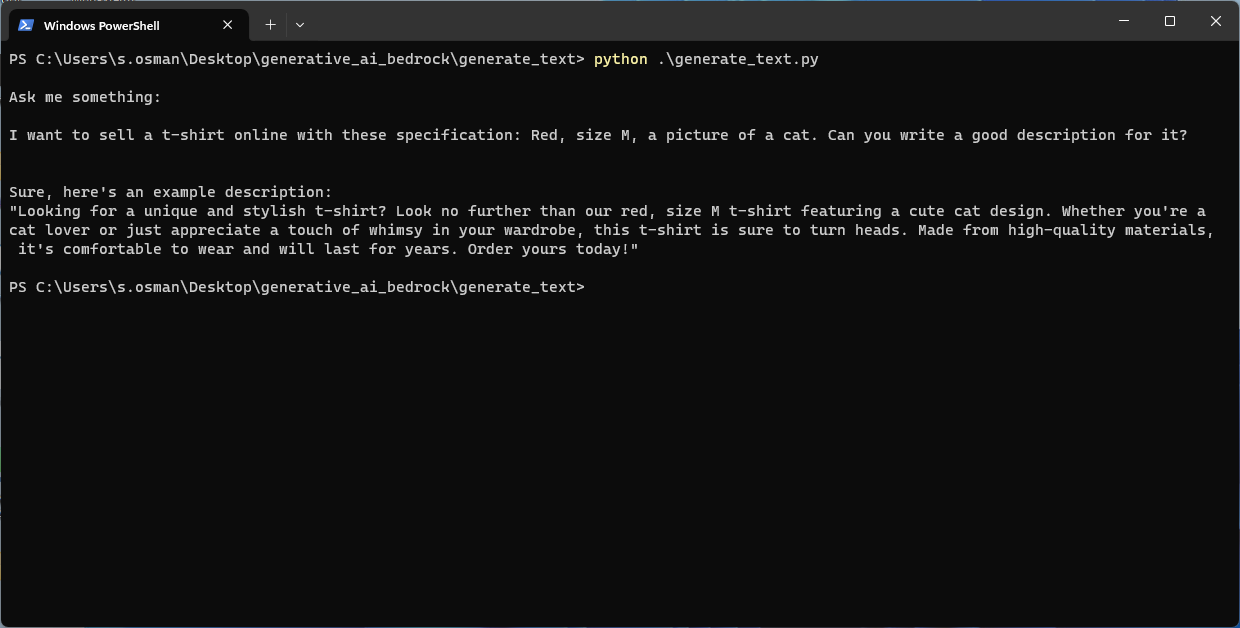 Windows PowerShell
PS C:\Users\s.osman\Desktop\generative_ai_bedrock\generate_text> python .\generate_text.py
Ask me something:
I want to sell a t-shirt online with these specification: Red, size M, a picture of a cat. Can you write a good description for it?
Sure, here's an example description:
"Looking for a unique and stylish t-shirt? Look no further than our red, size M t-shirt featuring a cute cat design. Whether you're a
cat lover or just appreciate a touch of whimsy in your wardrobe, this t-shirt is sure to turn heads. Made from high-quality materials,
it's comfortable to wear and will last for years. Order yours today!"
PS C:\Users\s.osman\Desktop\generative_ai_bedrock\generate_text>